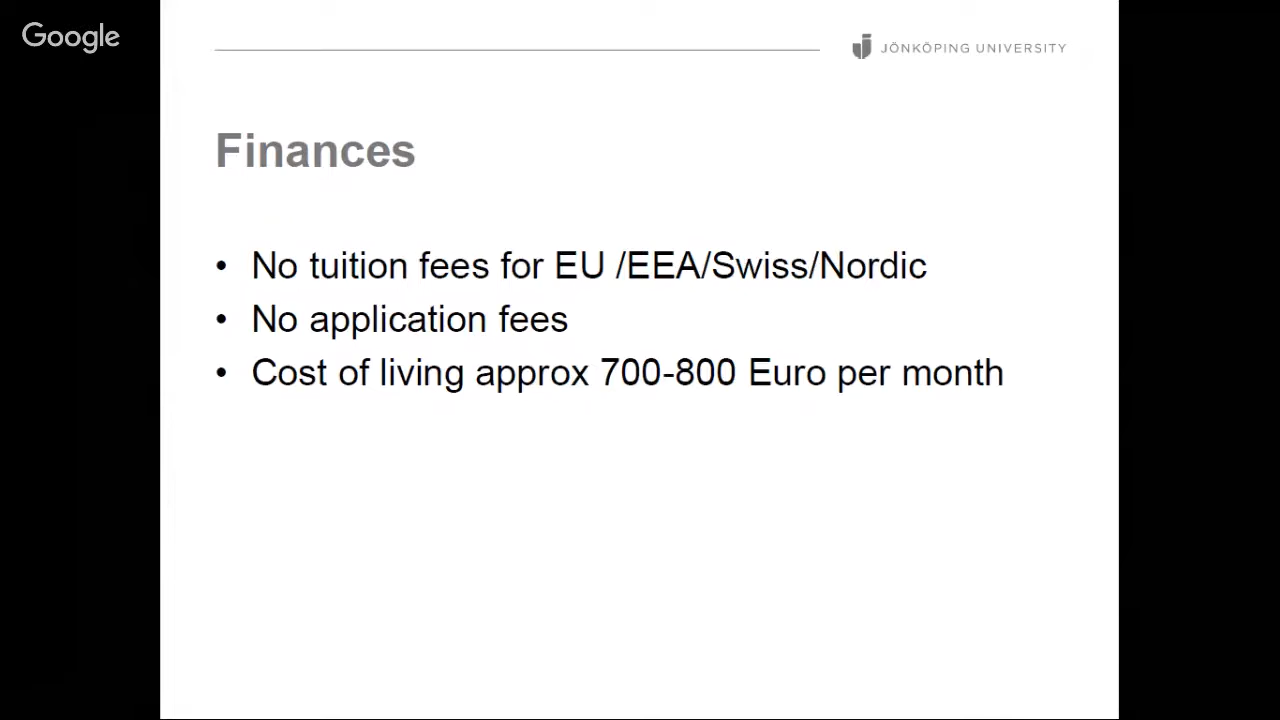 Google
JÖNKÖPING UNIVERSITY
Finances
• No tuition fees for EU /EEA/Swiss/Nordic
• No application fees
• Cost of living approx 700-800 Euro per month